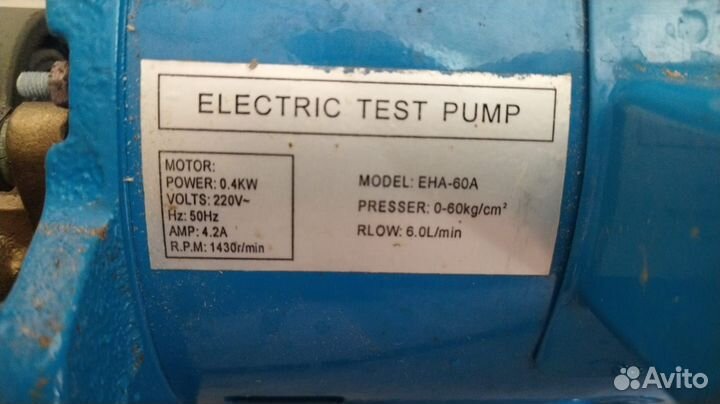 ELECTRIC TEST PUMP
MOTOR:
POWER: 0.4KW
VOLTS: 220V~
Hz: 50Hz
AMP: 4.2A
R.P.M: 1430r/min
MODEL: EHA-60A
PRESSER: 0-60kg/cm²
RLOW: 6.0L/min
Avito